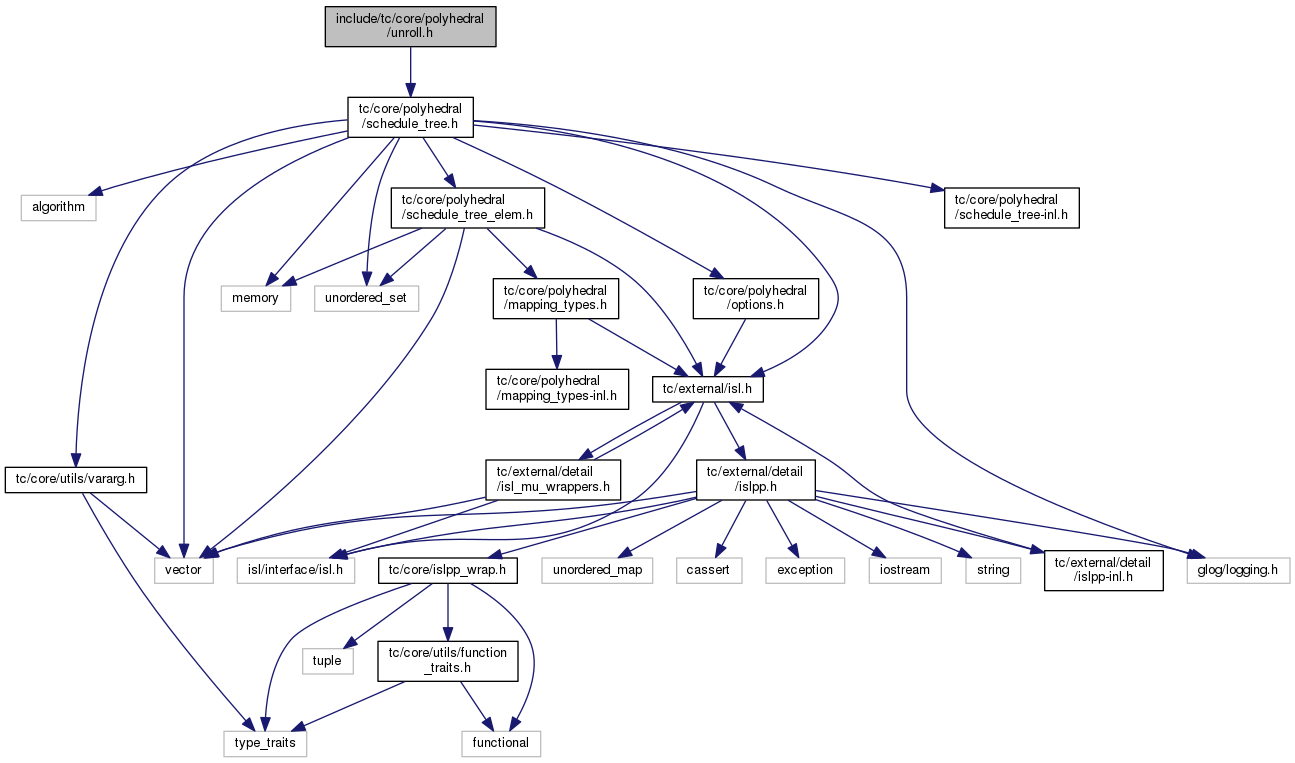 include/tc/core/polyhedral
/unroll.h
tc/core/polyhedral
/schedule_tree.h
algorithm
tc/core/polyhedral
/schedule_tree_elem.h
tc/core/polyhedral
/schedule_tree-inl.h
memory
unordered_set
tc/core/polyhedral
/mapping_types.h
tc/core/polyhedral
/options.h
tc/core/polyhedral
/mapping_types-inl.h
tc/external/isl.h
tc/core/utils/vararg.h
tc/external/detail
/isl_mu_wrappers.h
tc/external/detail
/islpp.h
vector
isl/interface/isl.h
tc/core/islpp_wrap.h
unordered_map
cassert
exception
iostream
string
tc/external/detail
/islpp-inl.h
glog/logging.h
tuple
tc/core/utils/function
_traits.h
type_traits
functional